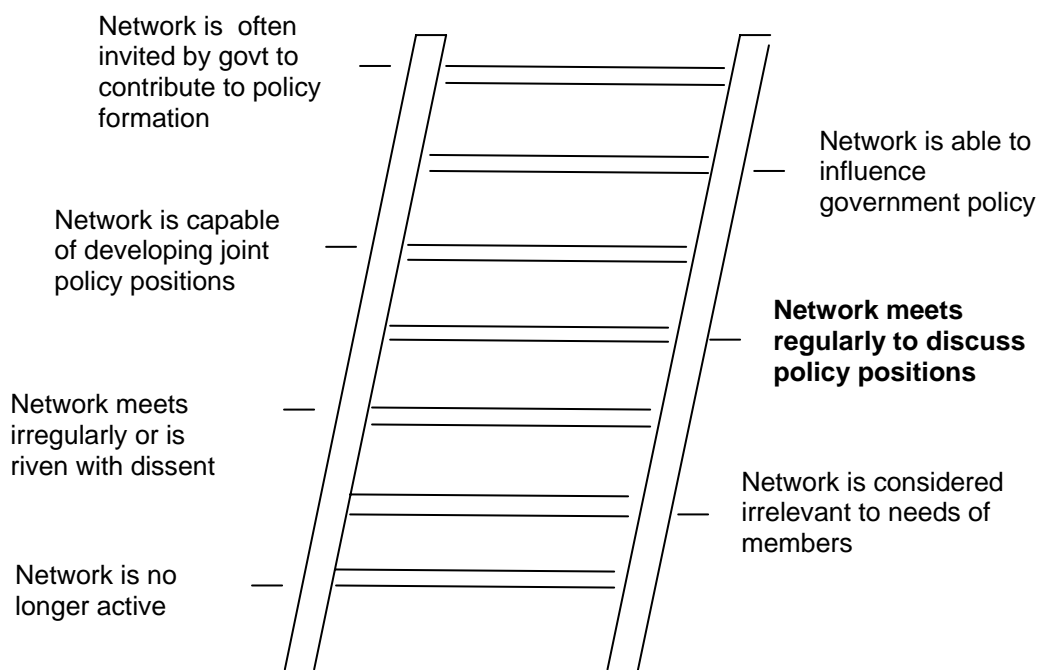 Network is often
invited by govt to
contribute to policy
formation
Network is able to
influence
government policy
Network is capable
of developing joint
policy positions
Network meets
regularly to discuss
policy positions
Network meets
irregularly or is
riven with dissent
Network is considered
irrelevant to needs of
members
Network is no
longer active